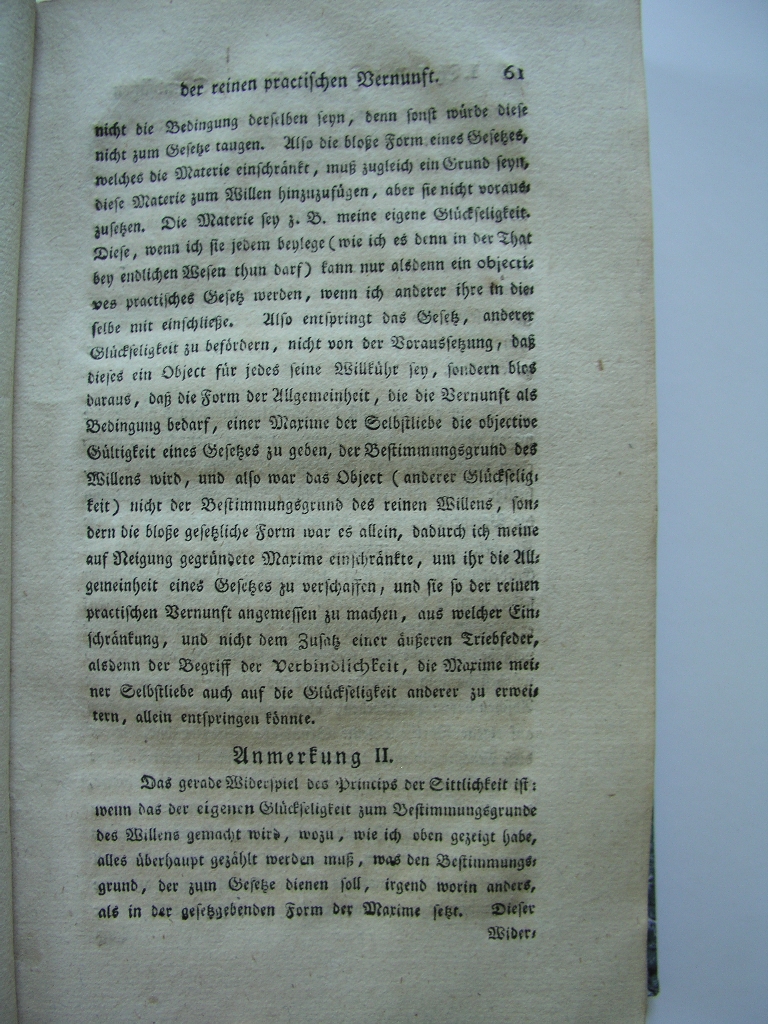 der reinen practischen Vernunft. 61
nicht die Bedingung derselben seyn, denn sonst würde diese
nicht zum Gesetze taugen. Also die bloße Form eines Gesetzes,
welches die Materie einschränkt, muß zugleich ein Grund seyn,
diese Materie zum Willen hinzuzufügen, aber sie nicht voraus-
zusetzen. Die Materie sey z. B. meine eigene Glückseligkeit.
Diese, wenn ich sie jedem beylege (wie ich es denn in der That
bey endlichen Wesen thun darf) kann nur alsdenn ein objecti-
ves practisches Gesetz werden, wenn ich anderer ihre in die-
selbe mit einschließe. Also entspringt das Gesetz, anderer
Glückseligkeit zu befördern, nicht von der Voraussetzung, daß
dieses ein Object für jedes seine Willkühr sey, sondern blos
daraus, daß die Form der Allgemeinheit, die die Vernunft als
Bedingung bedarf, einer Maxime der Selbstliebe die objective
Gültigkeit eines Gesetzes zu geben, der Bestimmungsgrund des
Willens wird, und also war das Object (anderer Glückselig-
keit) nicht der Bestimmungsgrund des reinen Willens, son-
dern die bloße gesetzliche Form war es allein, dadurch ich meine
auf Neigung gegründete Maxime einschränkte, um ihr die All-
gemeinheit eines Gesetzes zu verschaffen, und sie so der reinen
practischen Vernunft angemessen zu machen, aus welcher Ein-
schränkung, und nicht dem Zusatz einer äußeren Triebfeder,
alsdenn der Begriff der Verbindlichkeit, die Maxime mei-
ner Selbstliebe auch auf die Glückseligkeit anderer zu erwei-
tern, allein entspringen könnte.
Anmerkung II.
Das gerade Widerspiel des Princips der Sittlichkeit ist:
wenn das der eigenen Glückseligkeit zum Bestimmungsgrunde
des Willens gemacht wird, wozu, wie ich oben gezeigt habe,
alles überhaupt gezählt werden muß, was den Bestimmungs-
grund, der zum Gesetze dienen soll, irgend worin anders,
als in der gesetzgebenden Form der Maxime setzt. Dieser
Wider-